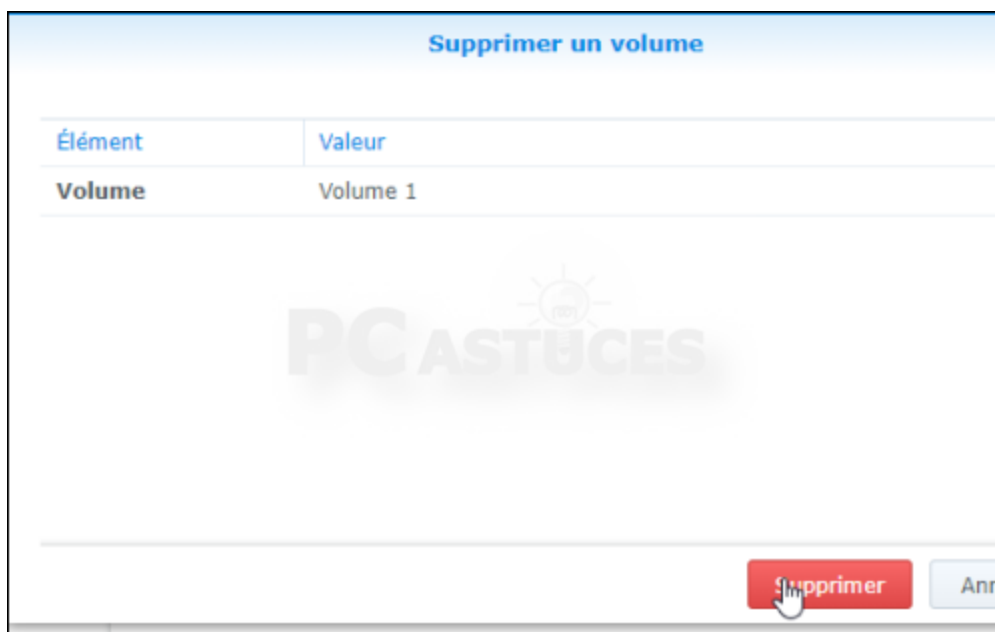 Supprimer un volume
Élément Valeur
Volume Volume 1
PC ASTUCES
Supprimer